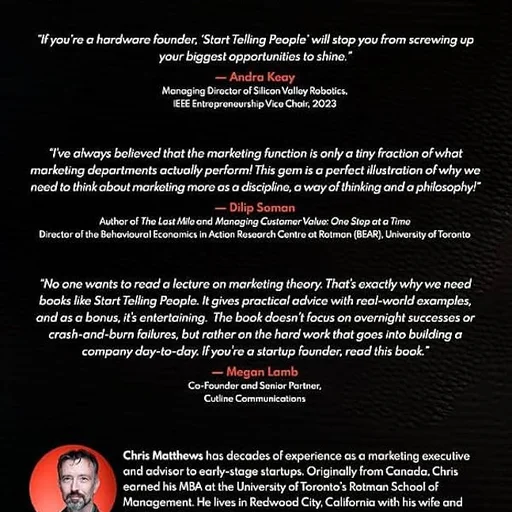 "If you're a hardware founder, 'Start Telling People' will stop you from screwing up
your biggest opportunities to shine."
— Andra Keay
Managing Director of Silicon Valley Robotics,
IEEE Entrepreneurship Vice Chair, 2023
"I've always believed that the marketing function is only a tiny fraction of what
marketing departments actually perform! This gem is a perfect illustration of why we
need to think about marketing more as a discipline, a way of thinking and a philosophy!"
— Dilip Soman
Author of The Last Mile and Managing Customer Value: One Step at a Time
Director of the Behavioural Economics in Action Research Centre at Rotman (BEAR), University of Toronto
"No one wants to read a lecture on marketing theory. That's exactly why we need
books like Start Telling People. It gives practical advice with real-world examples,
and as a bonus, it's entertaining. The book doesn't focus on overnight successes or
crash-and-burn failures, but rather on the hard work that goes into building a
company day-to-day. If you're a startup founder, read this book."
— Megan Lamb
Co-Founder and Senior Partner,
Cutline Communications
Chris Matthews has decades of experience as a marketing executive
and advisor to early-stage startups. Originally from Canada, Chris
earned his MBA at the University of Toronto's Rotman School of
Management. He lives in Redwood City, California with his wife and